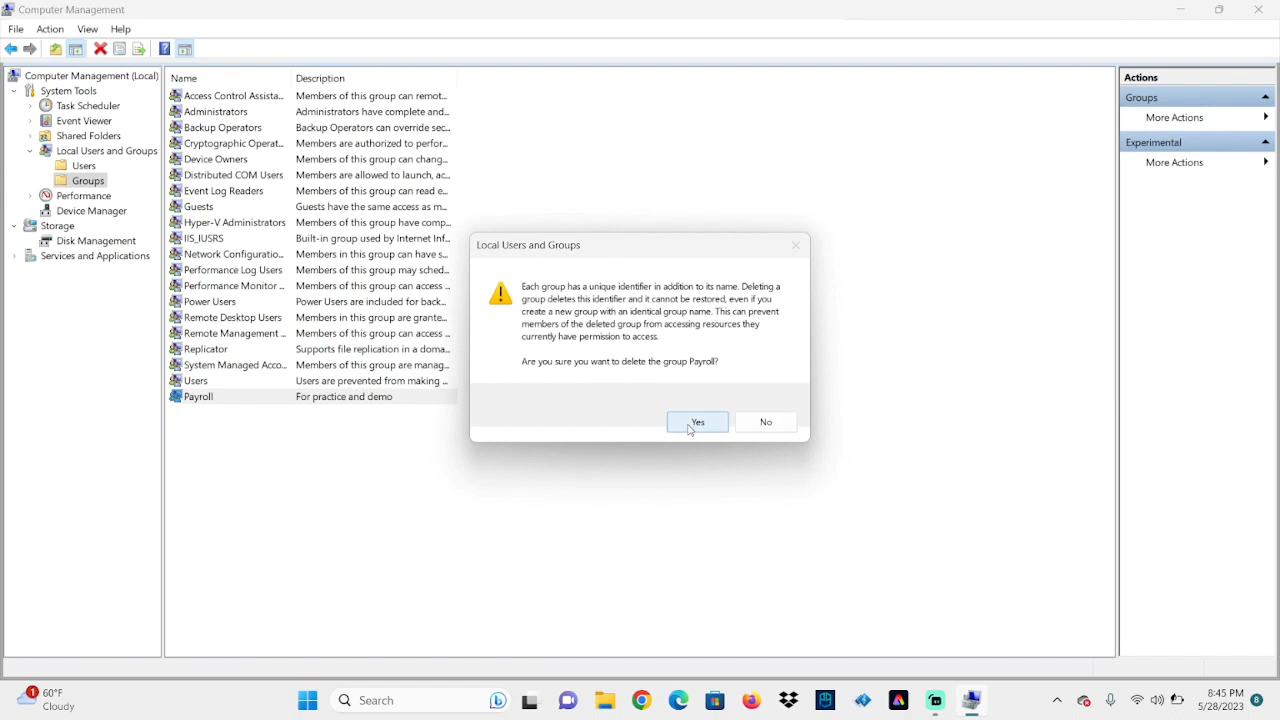 Computer Management
File Action View Help
Computer Management (Local)
System Tools
Task Scheduler
Event Viewer
Shared Folders
Local Users and Groups
Users
Groups
Performance
Device Manager
Storage
Disk Management
Services and Applications
Name Description
Access Control Assista... Members of this group can remot...
Administrators Administrators have complete and...
Backup Operators Backup Operators can override sec...
Cryptographic Operat... Members are authorized to perfor...
Device Owners Members of this group can chang...
Distributed COM Users Members are allowed to launch, ac...
Event Log Readers Members of this group can read e...
Guests Guests have the same access as m...
Hyper-V Administrators Members of this group have comp...
IIS_IUSRS Built-in group used by Internet Inf...
Network Configuratio... Members in this group can have s...
Performance Log Users Members of this group may sched...
Performance Monitor ... Members of this group can access ...
Power Users Power Users are included for back...
Remote Desktop Users Members in this group are grante...
Remote Management ... Members of this group can access ...
Replicator Supports file replication in a doma...
System Managed Acco... Members of this group are manag...
Users Users are prevented from making ...
Payroll For practice and demo
Local Users and Groups
Each group has a unique identifier in addition to its name. Deleting a
group deletes this identifier and it cannot be restored, even if you
create a new group with an identical group name. This can prevent
members of the deleted group from accessing resources they
currently have permission to access.
Are you sure you want to delete the group Payroll?
Yes No
Actions
Groups
More Actions
Experimental
More Actions
1
60°F
Cloudy
Search
8:45 PM
5/28/2023
8